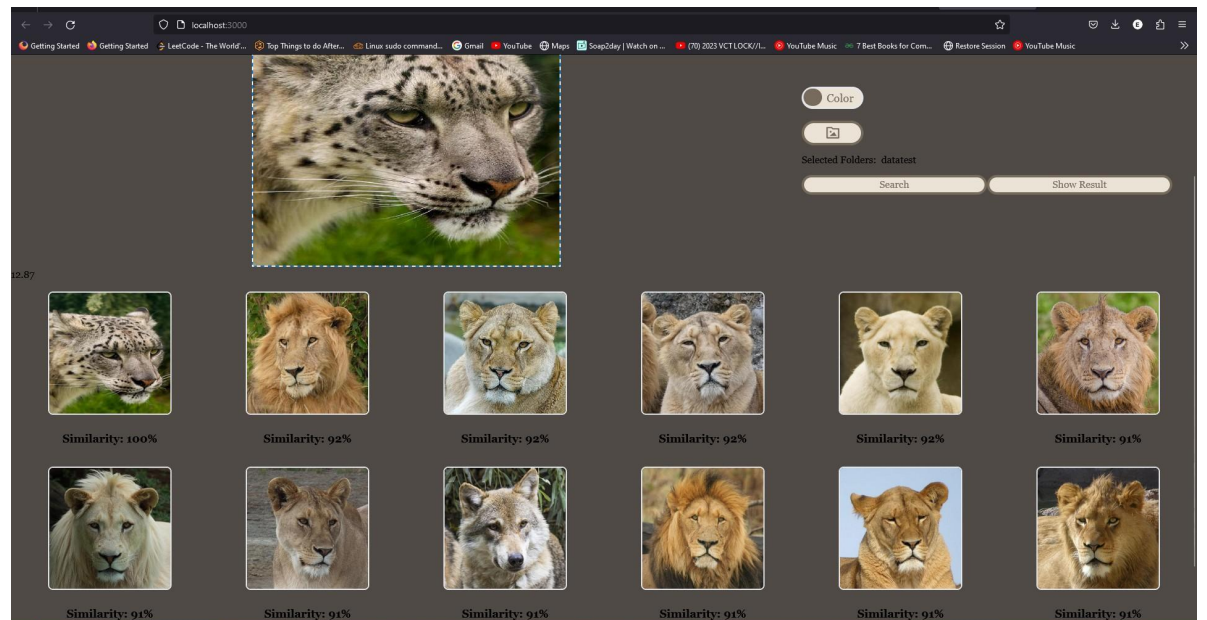 localhost:3000
Getting Started Getting Started LeetCode - The World'... Top Things to do After... Linux sudo command... Gmail YouTube Maps Soap2day | Watch on ... (70) 2023 VCT LOCK//I... YouTube Music 7 Best Books for Com... Restore Session YouTube Music
Color
Selected Folders: datatest
Search Show Result
12.87
Similarity: 100% Similarity: 92% Similarity: 92% Similarity: 92% Similarity: 92% Similarity: 91%
Similarity: 91% Similarity: 91% Similarity: 91% Similarity: 91% Similarity: 91% Similarity: 91%